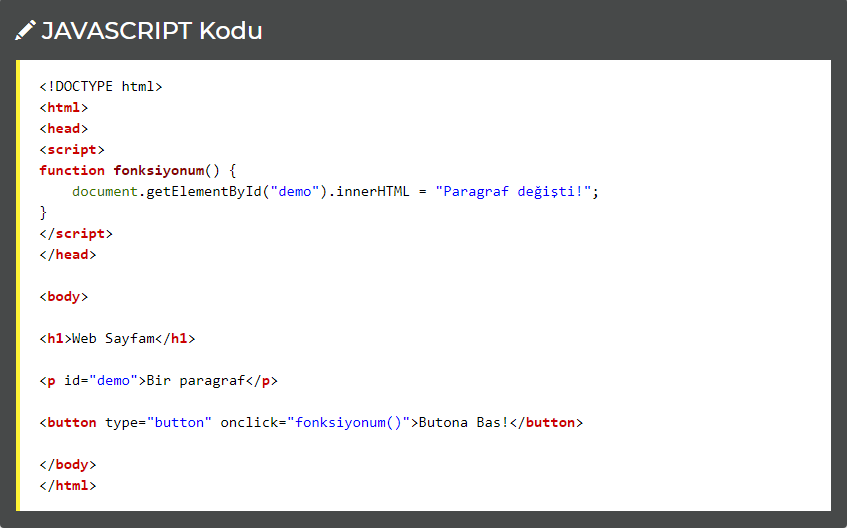 JAVASCRIPT Kodu
<!DOCTYPE html>
<html>
<head>
<script>
function fonksiyonum() {
    document.getElementById("demo").innerHTML = "Paragraf değişti!";
}
</script>
</head>
<body>
<h1>Web Sayfam</h1>
<p id="demo">Bir paragraf</p>
<button type="button" onclick="fonksiyonum()">Butona Bas!</button>
</body>
</html>